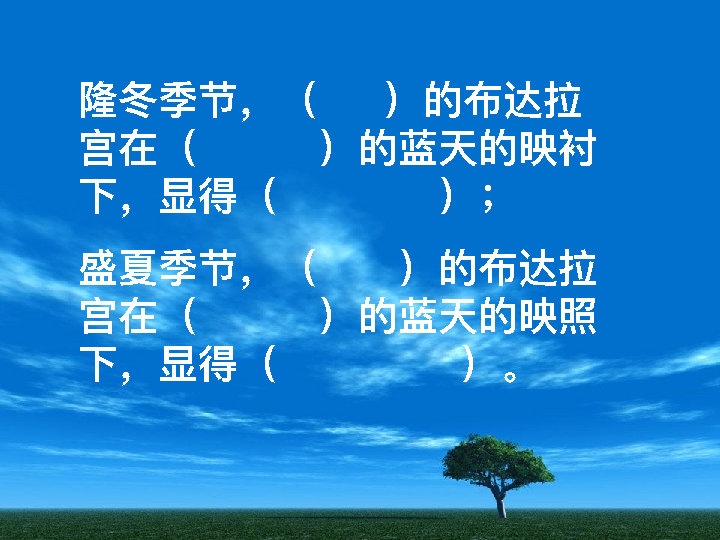 隆冬季节，（ ）的布达拉
宫在（ ）的蓝天的映衬
下，显得（ ）；
盛夏季节，（ ）的布达拉
宫在（ ）的蓝天的映照
下，显得（ ）。